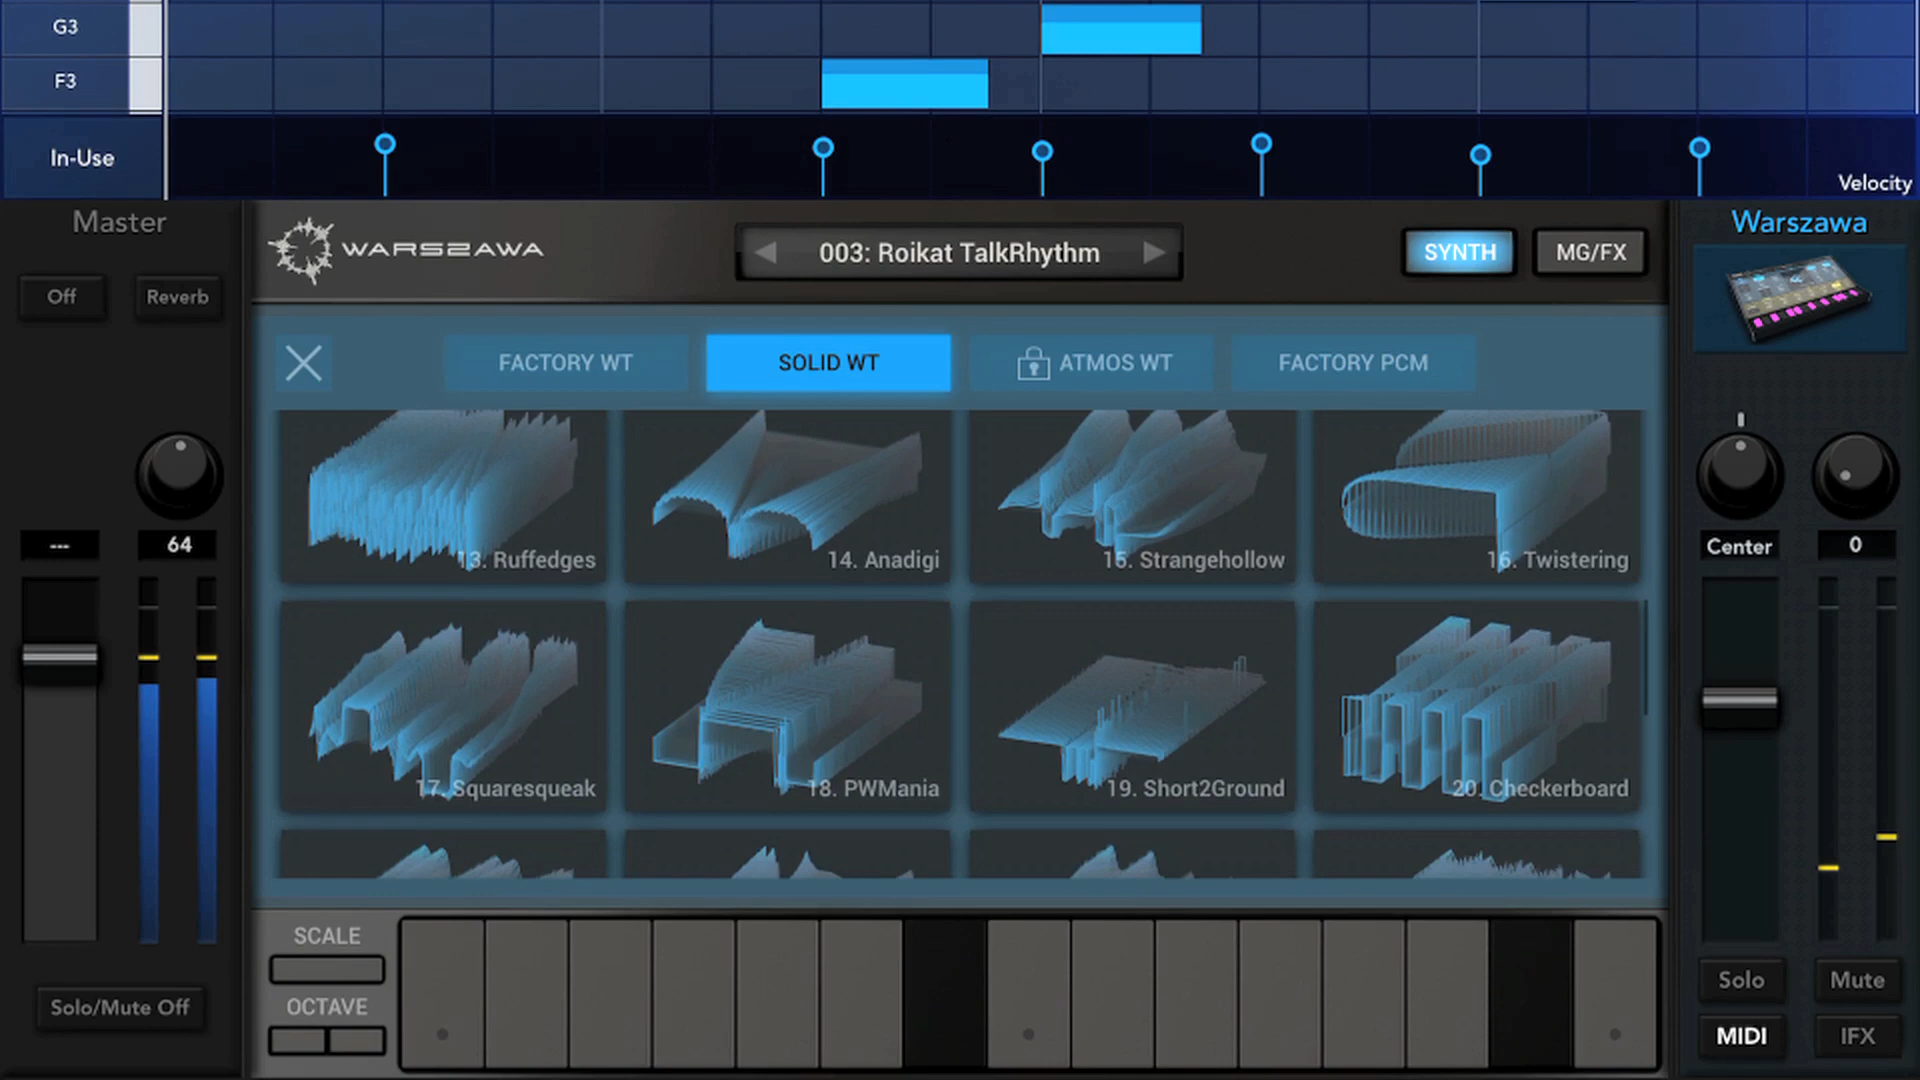 G3
F3
In-Use
Velocity
Master
WARSZAWA
003: Roikat TalkRhythm
SYNTH
MG/FX
Warszawa
Off
Reverb
FACTORY WT
SOLID WT
ATMOS WT
FACTORY PCM
13. Ruffedges
14. Anadigi
15. Strangehollow
16. Twistering
---
64
Center
0
17. Squaresqueak
18. PWMania
19. Short2Ground
20. Checkerboard
SCALE
OCTAVE
Solo/Mute Off
Solo
Mute
MIDI
IFX